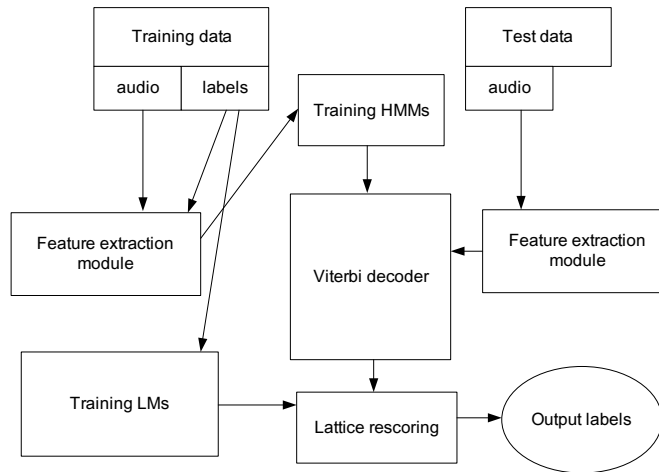 Training data
Test data
audio
labels
audio
Training HMMs
Feature extraction
module
Viterbi decoder
Feature extraction
module
Training LMs
Lattice rescoring
Output labels